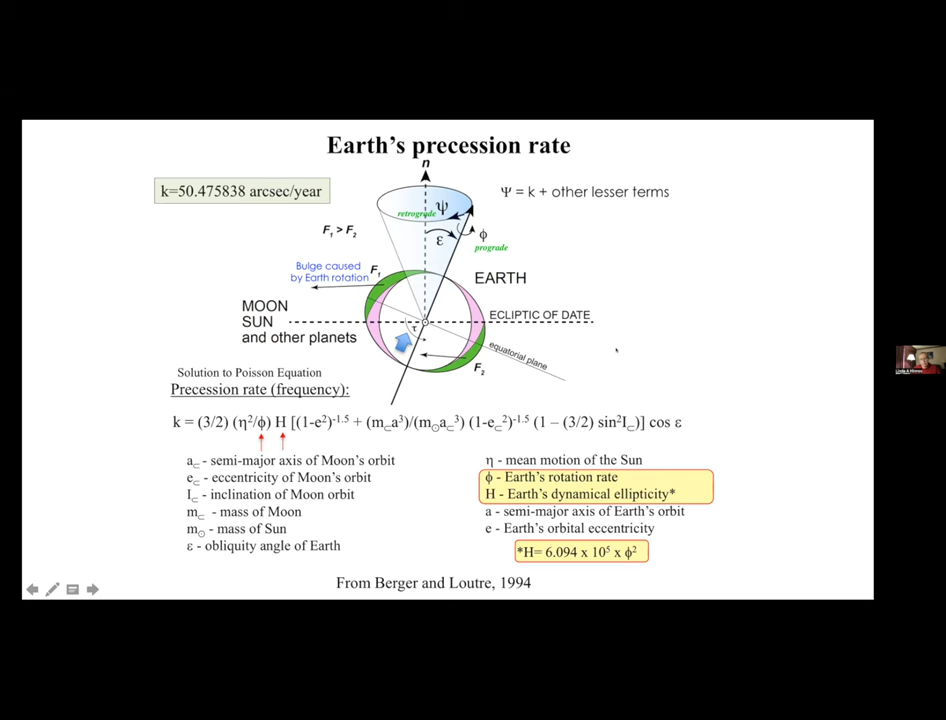 Earth's precession rate
n
k=50.475838 arcsec/year
Ψ = k + other lesser terms
retrograde
ψ
F₁ > F₂
ε
ϕ
prograde
Bulge caused
by Earth rotation
F₁
EARTH
MOON
SUN
and other planets
ECLIPTIC OF DATE
τ
equatorial plane
F₂
Solution to Poisson Equation
Precession rate (frequency):
k = (3/2) (η²/ϕ) H [(1-e²)⁻¹·⁵ + (m⊂a³)/(m⊙a⊂³) (1-e⊂²)⁻¹·⁵ (1 – (3/2) sin²I⊂)] cos ε
a⊂ - semi-major axis of Moon's orbit
e⊂ - eccentricity of Moon's orbit
I⊂ - inclination of Moon orbit
m⊂ - mass of Moon
m⊙ - mass of Sun
ε - obliquity angle of Earth
η - mean motion of the Sun
ϕ - Earth's rotation rate
H - Earth's dynamical ellipticity*
a - semi-major axis of Earth's orbit
e - Earth's orbital eccentricity
*H= 6.094 x 10⁵ x ϕ²
From Berger and Loutre, 1994